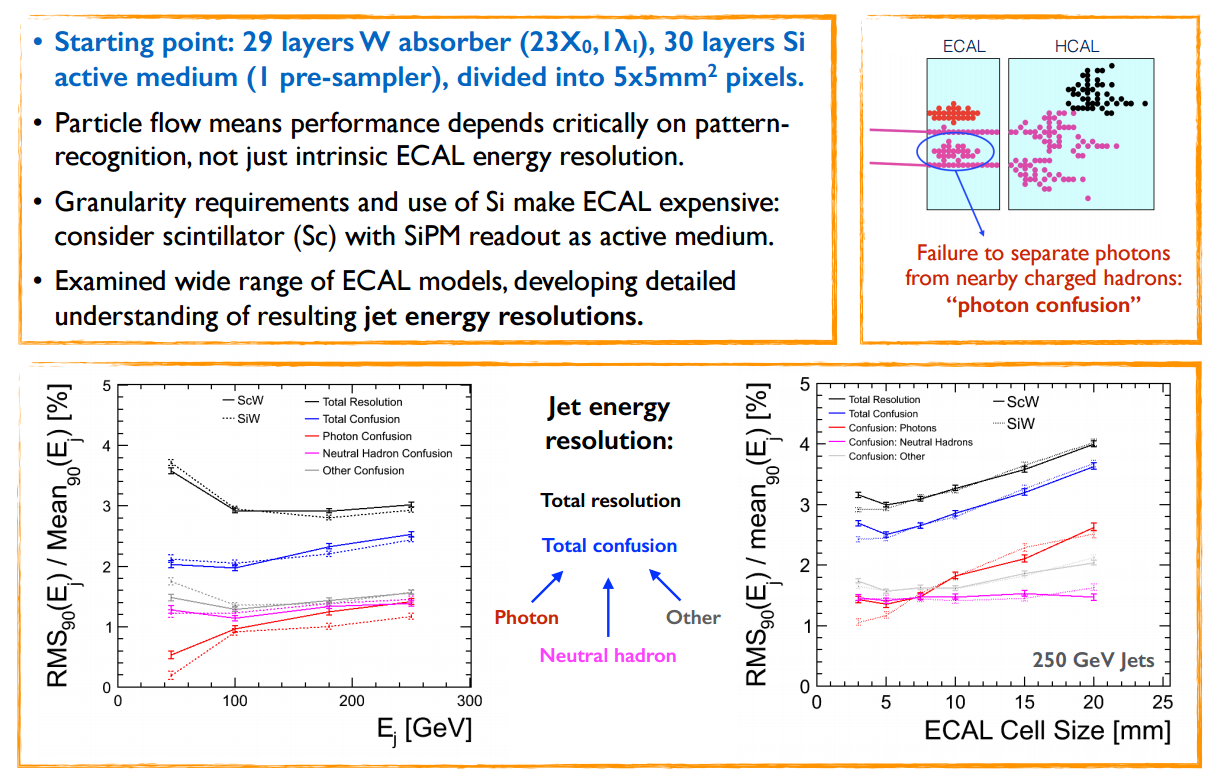 • Starting point: 29 layers W absorber (23X₀,1λ_I), 30 layers Si
active medium (1 pre-sampler), divided into 5x5mm² pixels.
• Particle flow means performance depends critically on pattern-
recognition, not just intrinsic ECAL energy resolution.
• Granularity requirements and use of Si make ECAL expensive:
consider scintillator (Sc) with SiPM readout as active medium.
• Examined wide range of ECAL models, developing detailed
understanding of resulting jet energy resolutions.
ECAL
HCAL
Failure to separate photons
from nearby charged hadrons:
“photon confusion”
RMS₉₀(E_j) / Mean₉₀(E_j) [%]
5
4
3
2
1
0
ScW
SiW
Total Resolution
Total Confusion
Photon Confusion
Neutral Hadron Confusion
Other Confusion
0
100
200
300
E_j [GeV]
Jet energy
resolution:
Total resolution
Total confusion
Photon
Other
Neutral hadron
RMS₉₀(E_j) / mean₉₀(E_j) [%]
5
4
3
2
1
0
Total Resolution
Total Confusion
Confusion: Photons
Confusion: Neutral Hadrons
Confusion: Other
ScW
SiW
250 GeV Jets
0
5
10
15
20
25
ECAL Cell Size [mm]